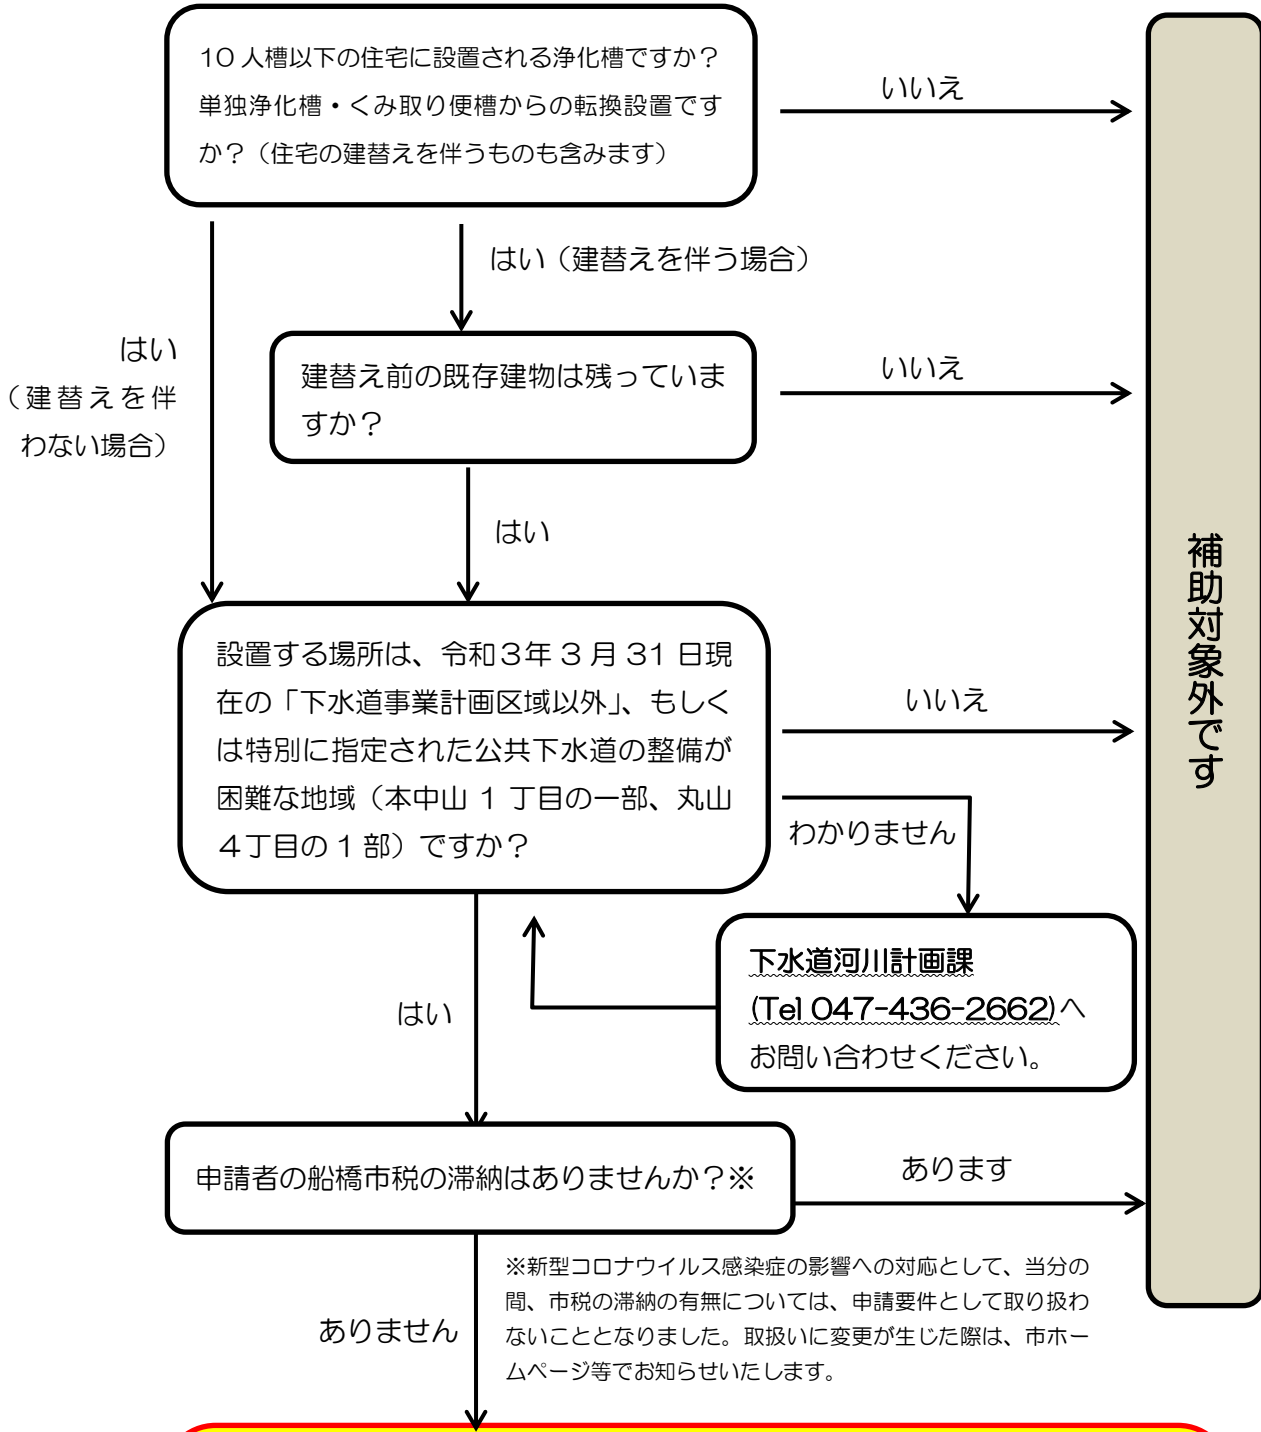 10 人槽以下の住宅に設置される浄化槽ですか？
単独浄化槽・くみ取り便槽からの転換設置です
か？（住宅の建替えを伴うものも含みます）
いいえ
はい（建替えを伴う場合）
はい
（建替えを伴
わない場合）
建替え前の既存建物は残っていま
すか？
いいえ
はい
設置する場所は、令和３年 3 月 31 日現
在の「下水道事業計画区域以外」、もしく
は特別に指定された公共下水道の整備が
困難な地域（本中山 1 丁目の一部、丸山
４丁目の 1 部）ですか？
いいえ
わかりません
下水道河川計画課
(Tel 047-436-2662)へ
お問い合わせください。
はい
申請者の船橋市税の滞納はありませんか？※
あります
※新型コロナウイルス感染症の影響への対応として、当分の
間、市税の滞納の有無については、申請要件として取り扱わ
ないこととなりました。取扱いに変更が生じた際は、市ホー
ムページ等でお知らせいたします。
ありません
補助対象外です